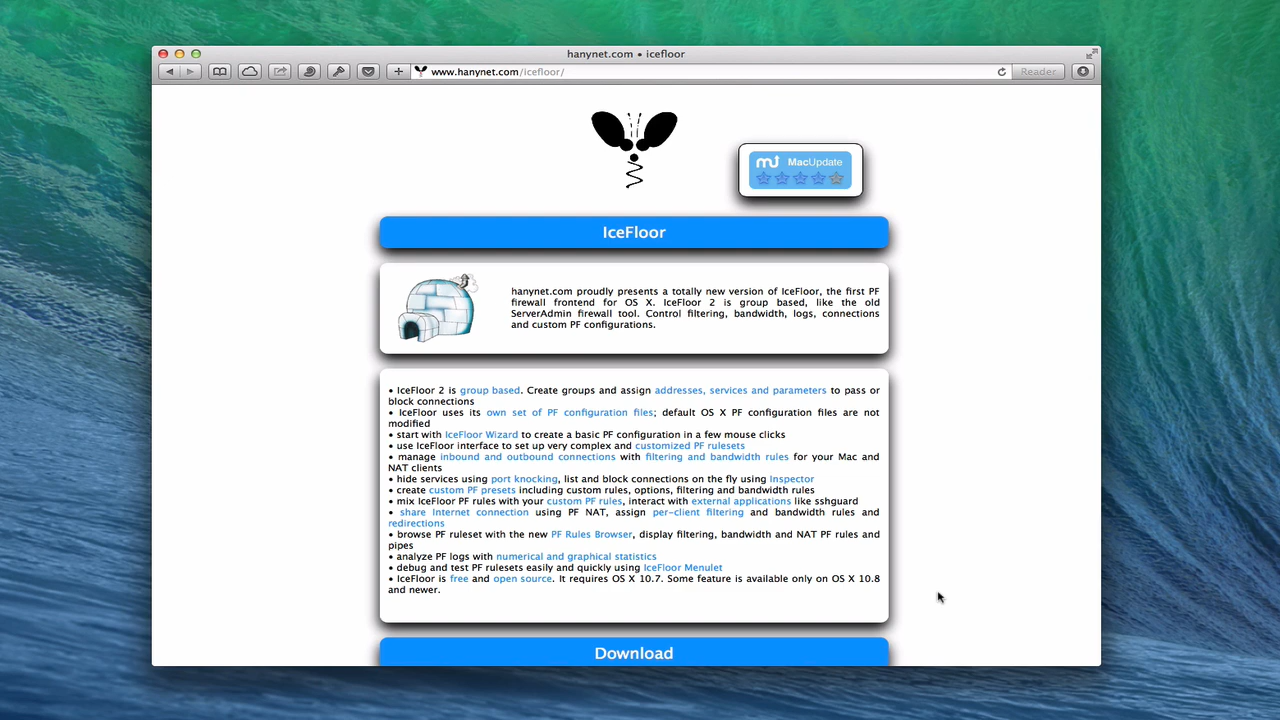 hanynet.com • icefloor
www.hanynet.com/icefloor/
Reader
MacUpdate
IceFloor
hanynet.com proudly presents a totally new version of IceFloor, the first PF
firewall frontend for OS X. IceFloor 2 is group based, like the old
ServerAdmin firewall tool. Control filtering, bandwidth, logs, connections
and custom PF configurations.
• IceFloor 2 is group based. Create groups and assign addresses, services and parameters to pass or
block connections
• IceFloor uses its own set of PF configuration files; default OS X PF configuration files are not
modified
• start with IceFloor Wizard to create a basic PF configuration in a few mouse clicks
• use IceFloor interface to set up very complex and customized PF rulesets
• manage inbound and outbound connections with filtering and bandwidth rules for your Mac and
NAT clients
• hide services using port knocking, list and block connections on the fly using Inspector
• create custom PF presets including custom rules, options, filtering and bandwidth rules
• mix IceFloor PF rules with your custom PF rules, interact with external applications like sshguard
• share Internet connection using PF NAT, assign per-client filtering and bandwidth rules and
redirections
• browse PF ruleset with the new PF Rules Browser, display filtering, bandwidth and NAT PF rules and
pipes
• analyze PF logs with numerical and graphical statistics
• debug and test PF rulesets easily and quickly using IceFloor Menulet
• IceFloor is free and open source. It requires OS X 10.7. Some feature is available only on OS X 10.8
and newer.
Download